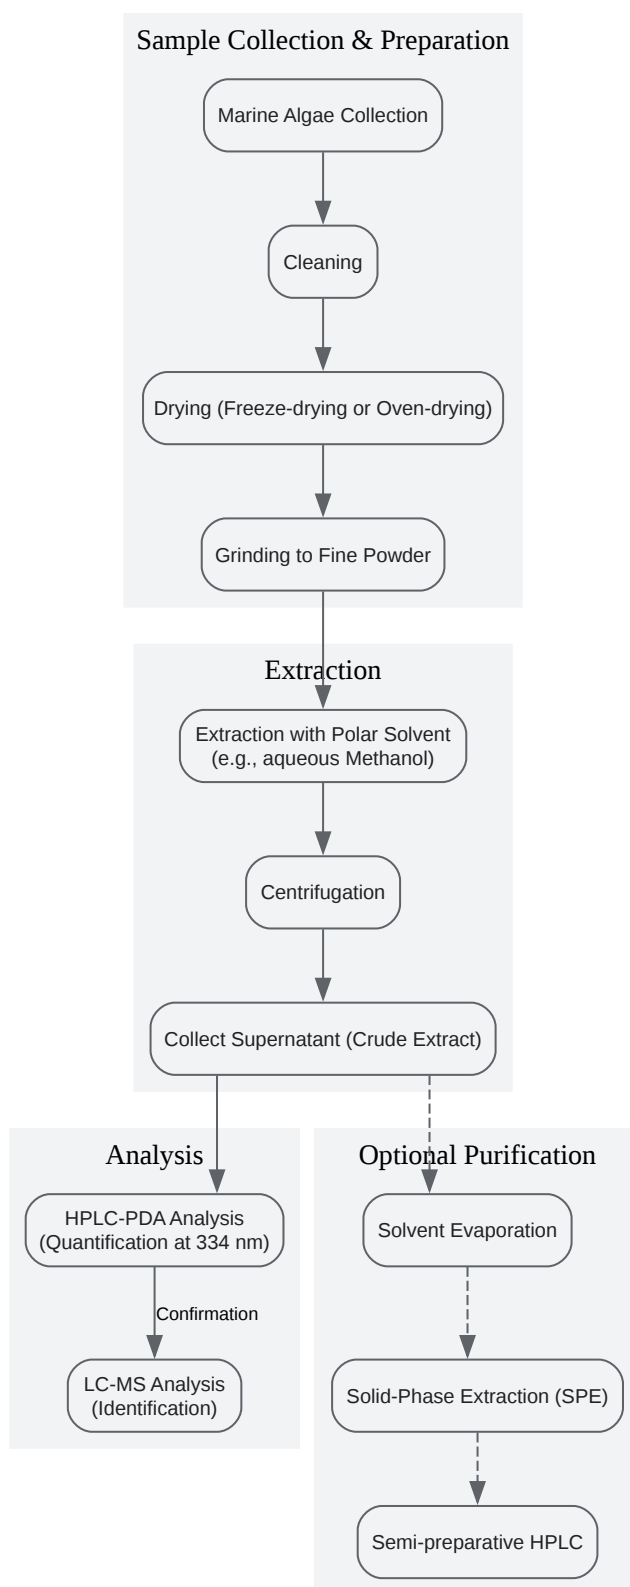 Sample Collection & Preparation
Marine Algae Collection
Cleaning
Drying (Freeze-drying or Oven-drying)
Grinding to Fine Powder
Extraction
Extraction with Polar Solvent
(e.g., aqueous Methanol)
Centrifugation
Collect Supernatant (Crude Extract)
Analysis
HPLC-PDA Analysis
(Quantification at 334 nm)
Confirmation
LC-MS Analysis
(Identification)
Optional Purification
Solvent Evaporation
Solid-Phase Extraction (SPE)
Semi-preparative HPLC